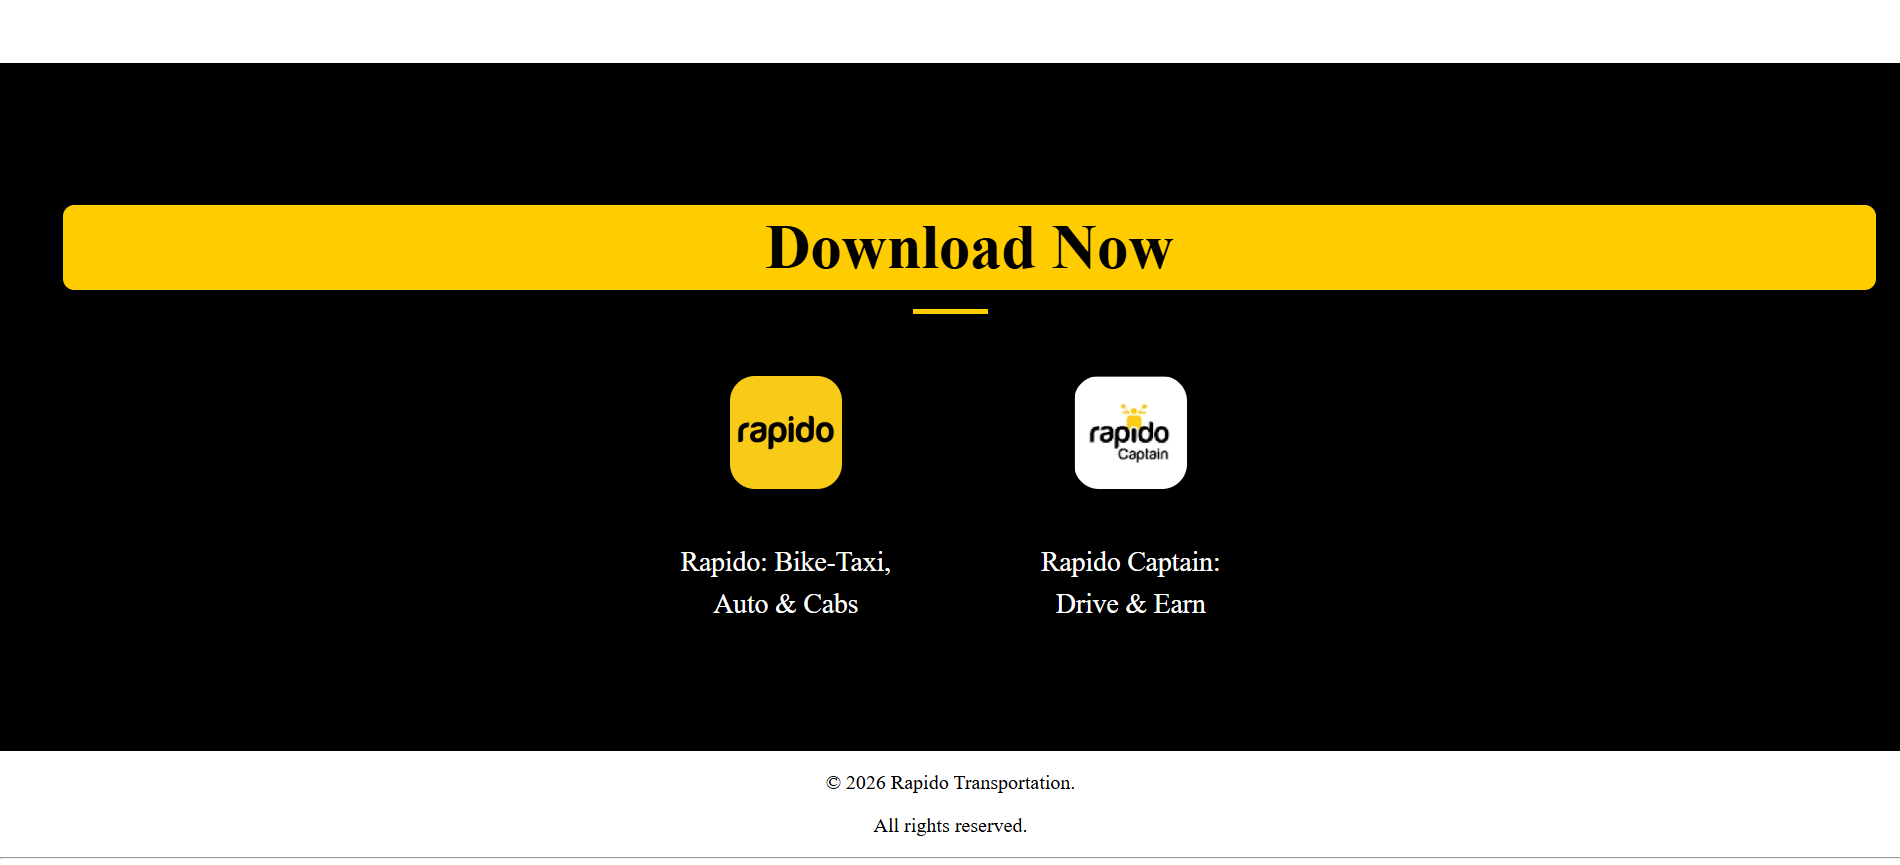 Download Now
rapido
rapido
Captain
Rapido: Bike-Taxi,
Auto & Cabs
Rapido Captain:
Drive & Earn
© 2026 Rapido Transportation.
All rights reserved.